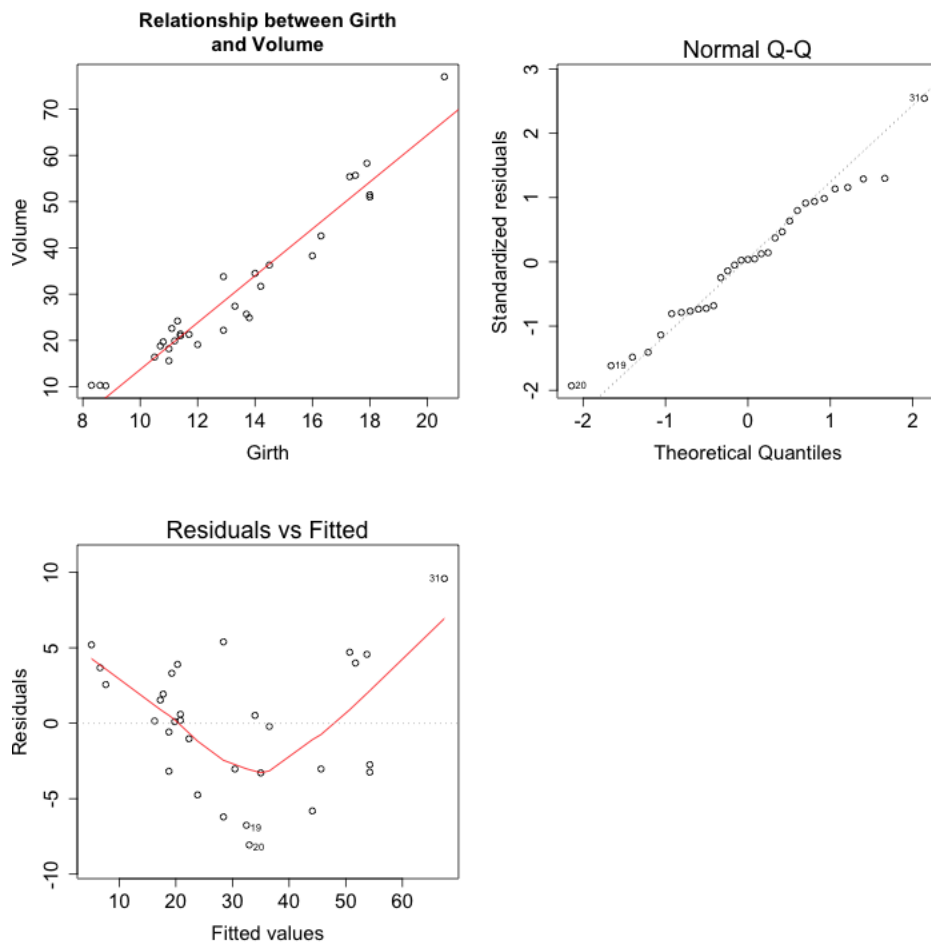 Relationship between Girth
and Volume
Volume
70
60
50
40
30
20
10
8 10 12 14 16 18 20
Girth
Normal Q-Q
Standardized residuals
3
2
1
0
-1
-2
31
19
20
-2 -1 0 1 2
Theoretical Quantiles
Residuals vs Fitted
Residuals
10
5
0
-5
-10
31
19
20
10 20 30 40 50 60
Fitted values